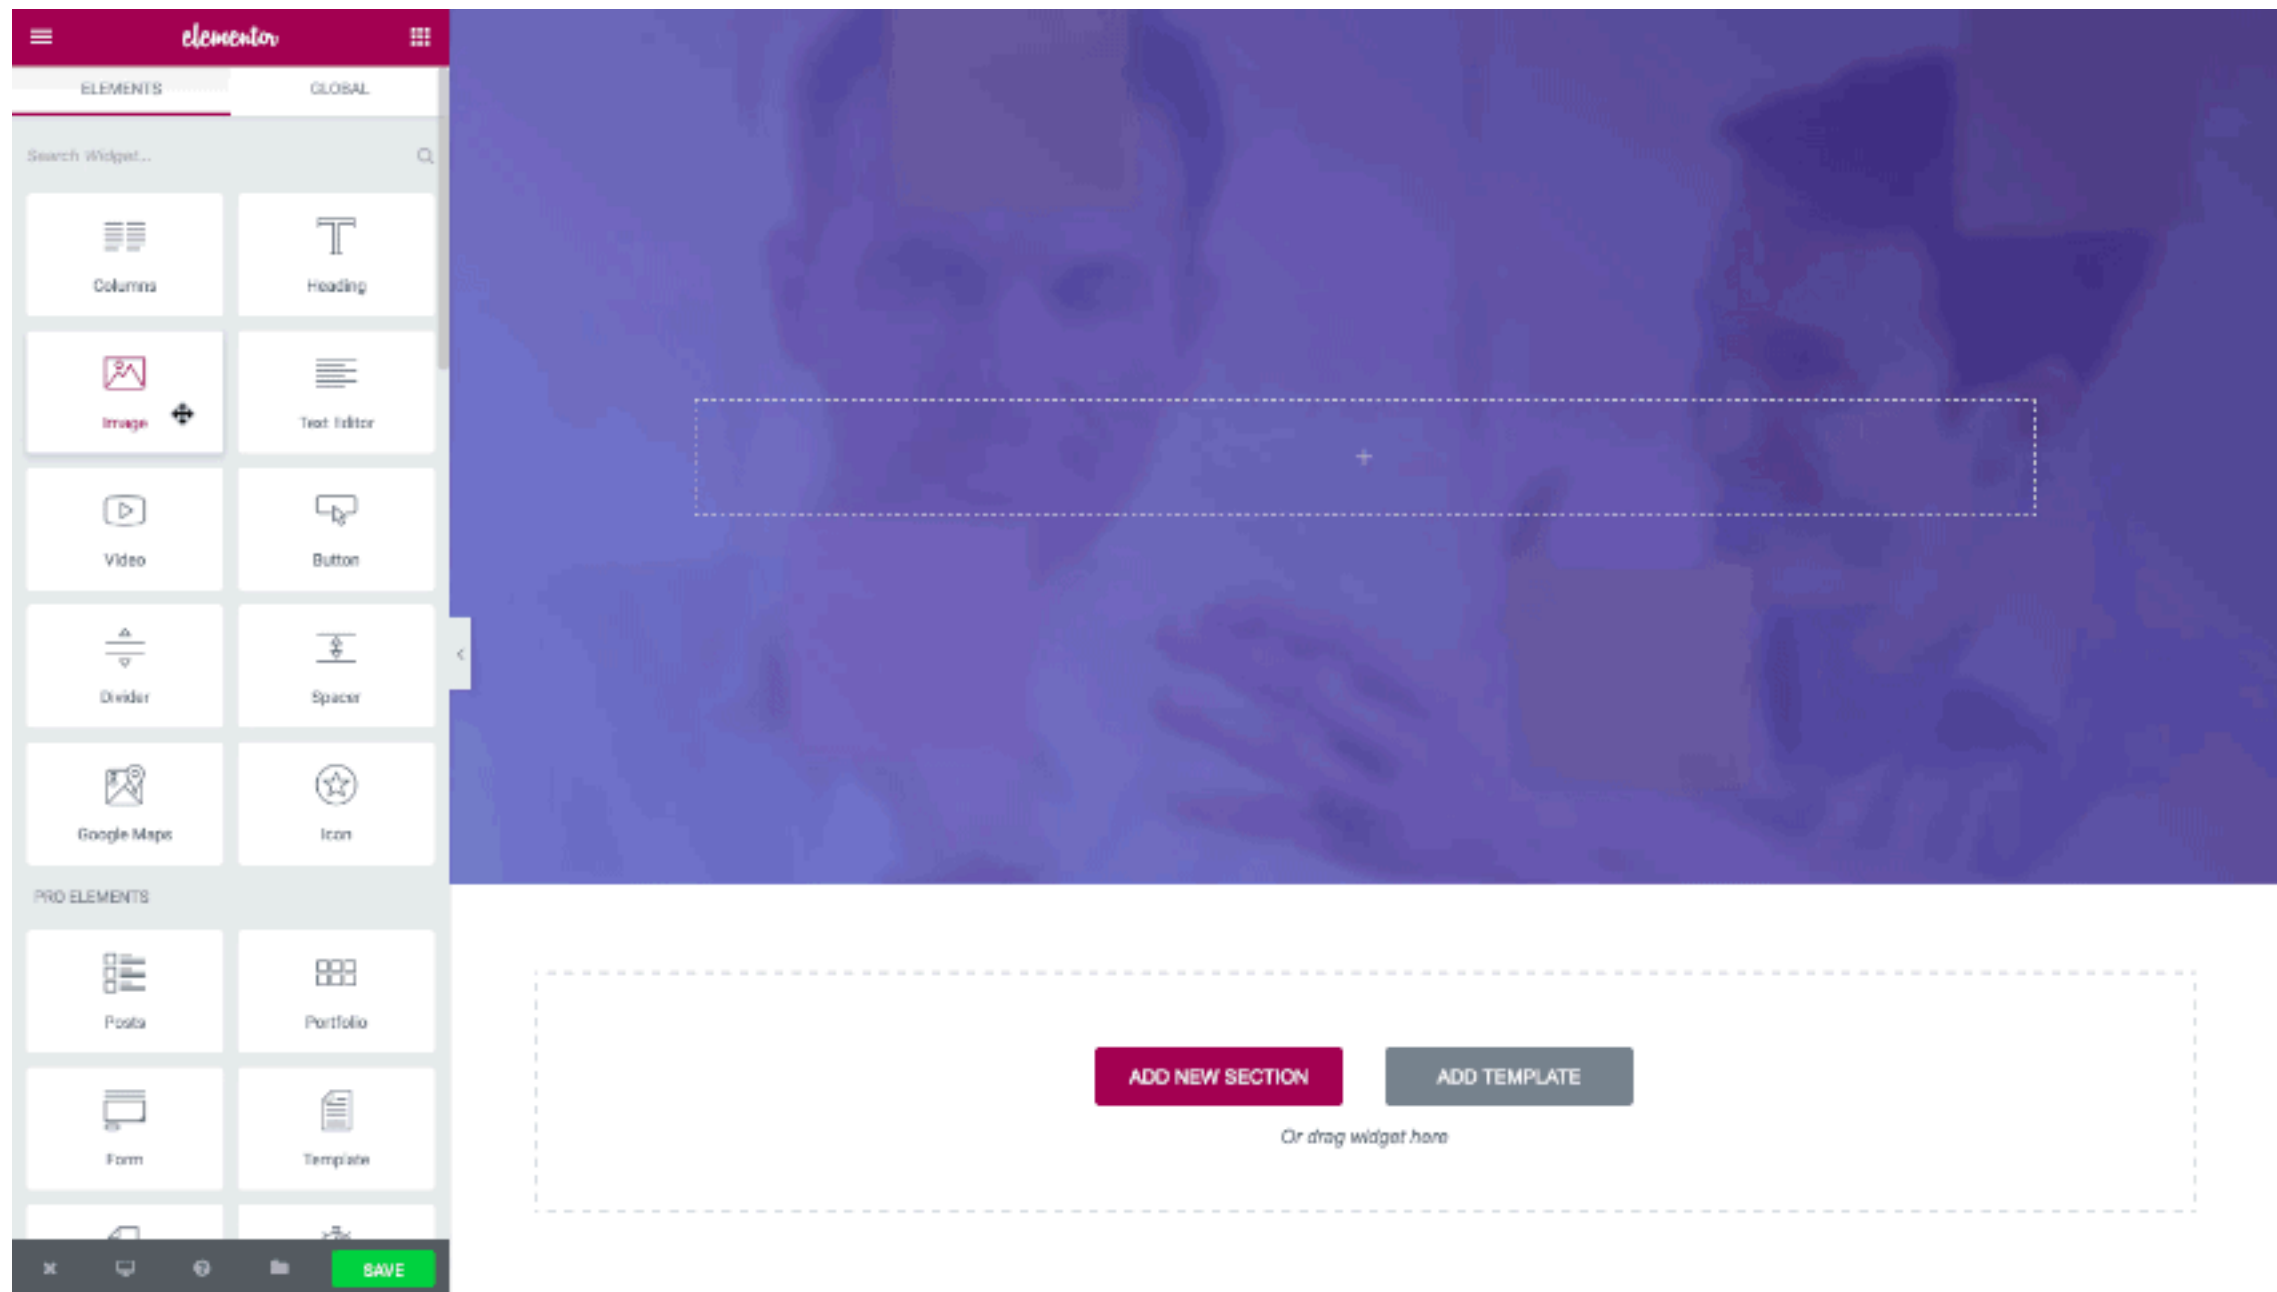 elementor
ELEMENTS GLOBAL
Search Widget...
Columns Heading
Image Text Editor
Video Button
Divider Spacer
Google Maps Icon
PRO ELEMENTS
Posts Portfolio
Form Template
SAVE
ADD NEW SECTION ADD TEMPLATE
Or drag widget here